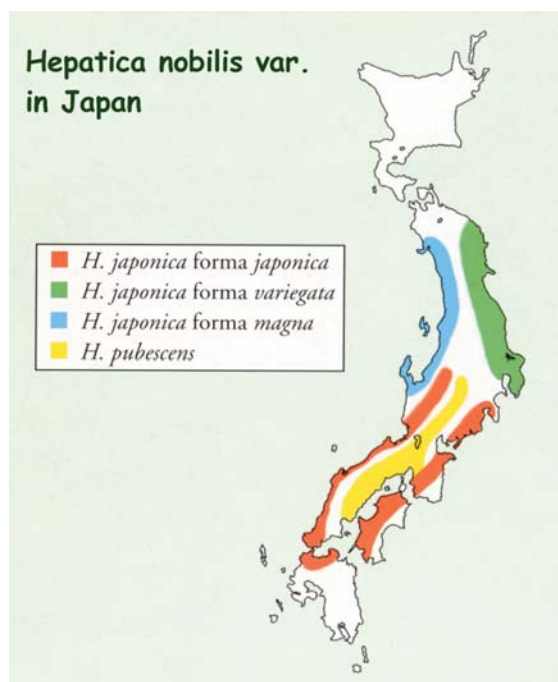 Hepatica nobilis var.
in Japan
H. japonica forma japonica
H. japonica forma variegata
H. japonica forma magna
H. pubescens